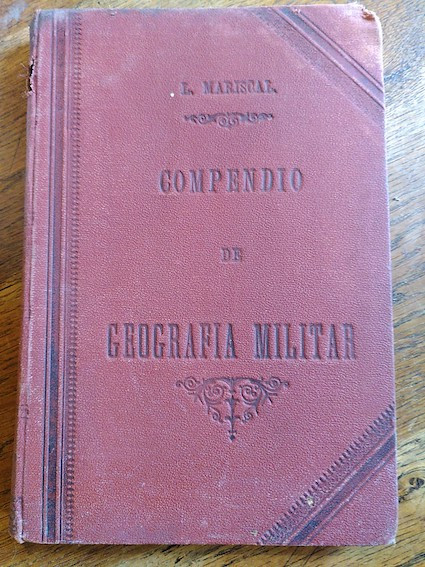 L. MARISCAL.
COMPENDIO
DE
GEOGRAFIA MILITAR